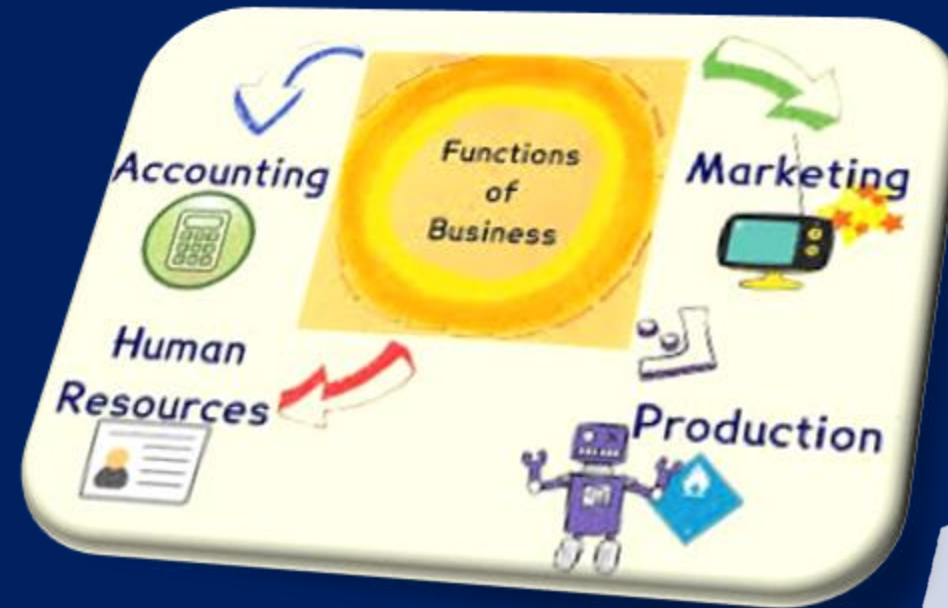 Functions
of
Business
Accounting
Marketing
Human
Resources
Production